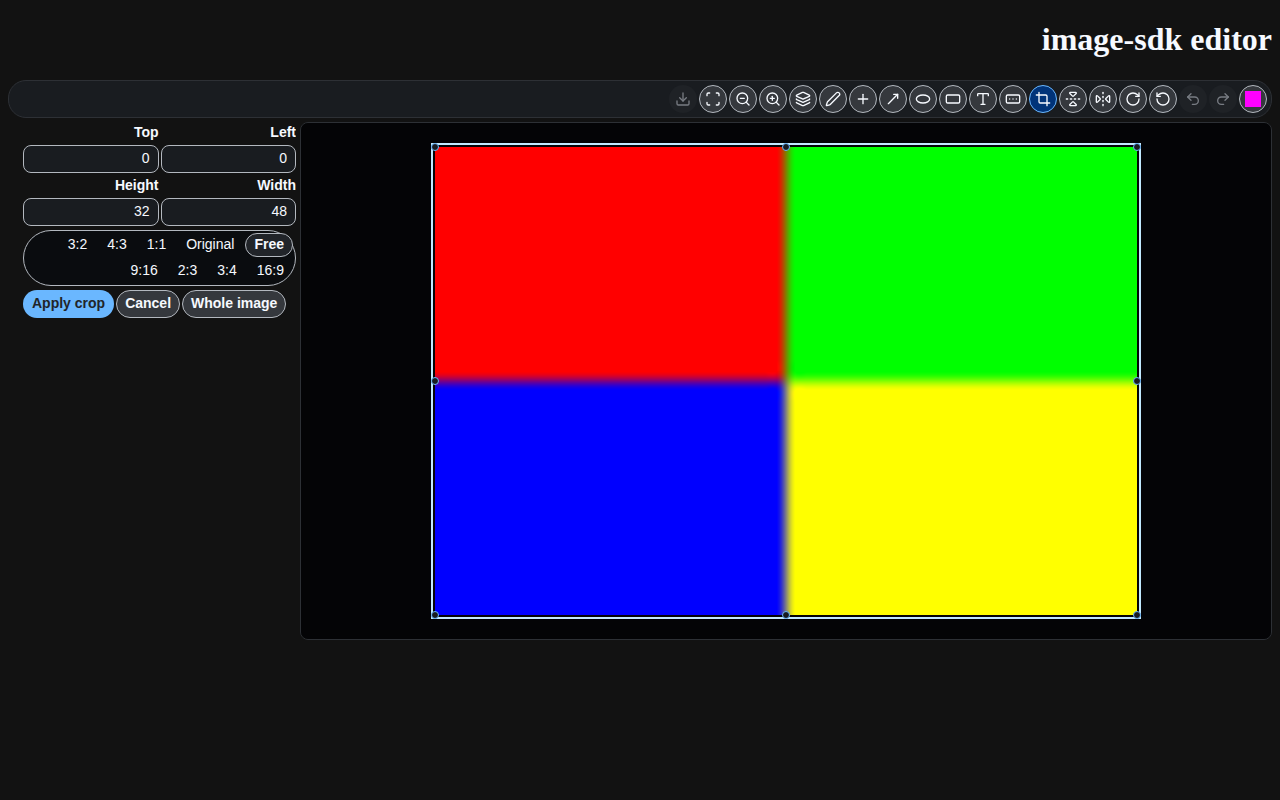 image-sdk editor
Left Top
0 0
Width Height
48 32
Free Original 1:1 4:3 3:2
16:9 3:4 2:3 9:16
Whole image Cancel Apply crop